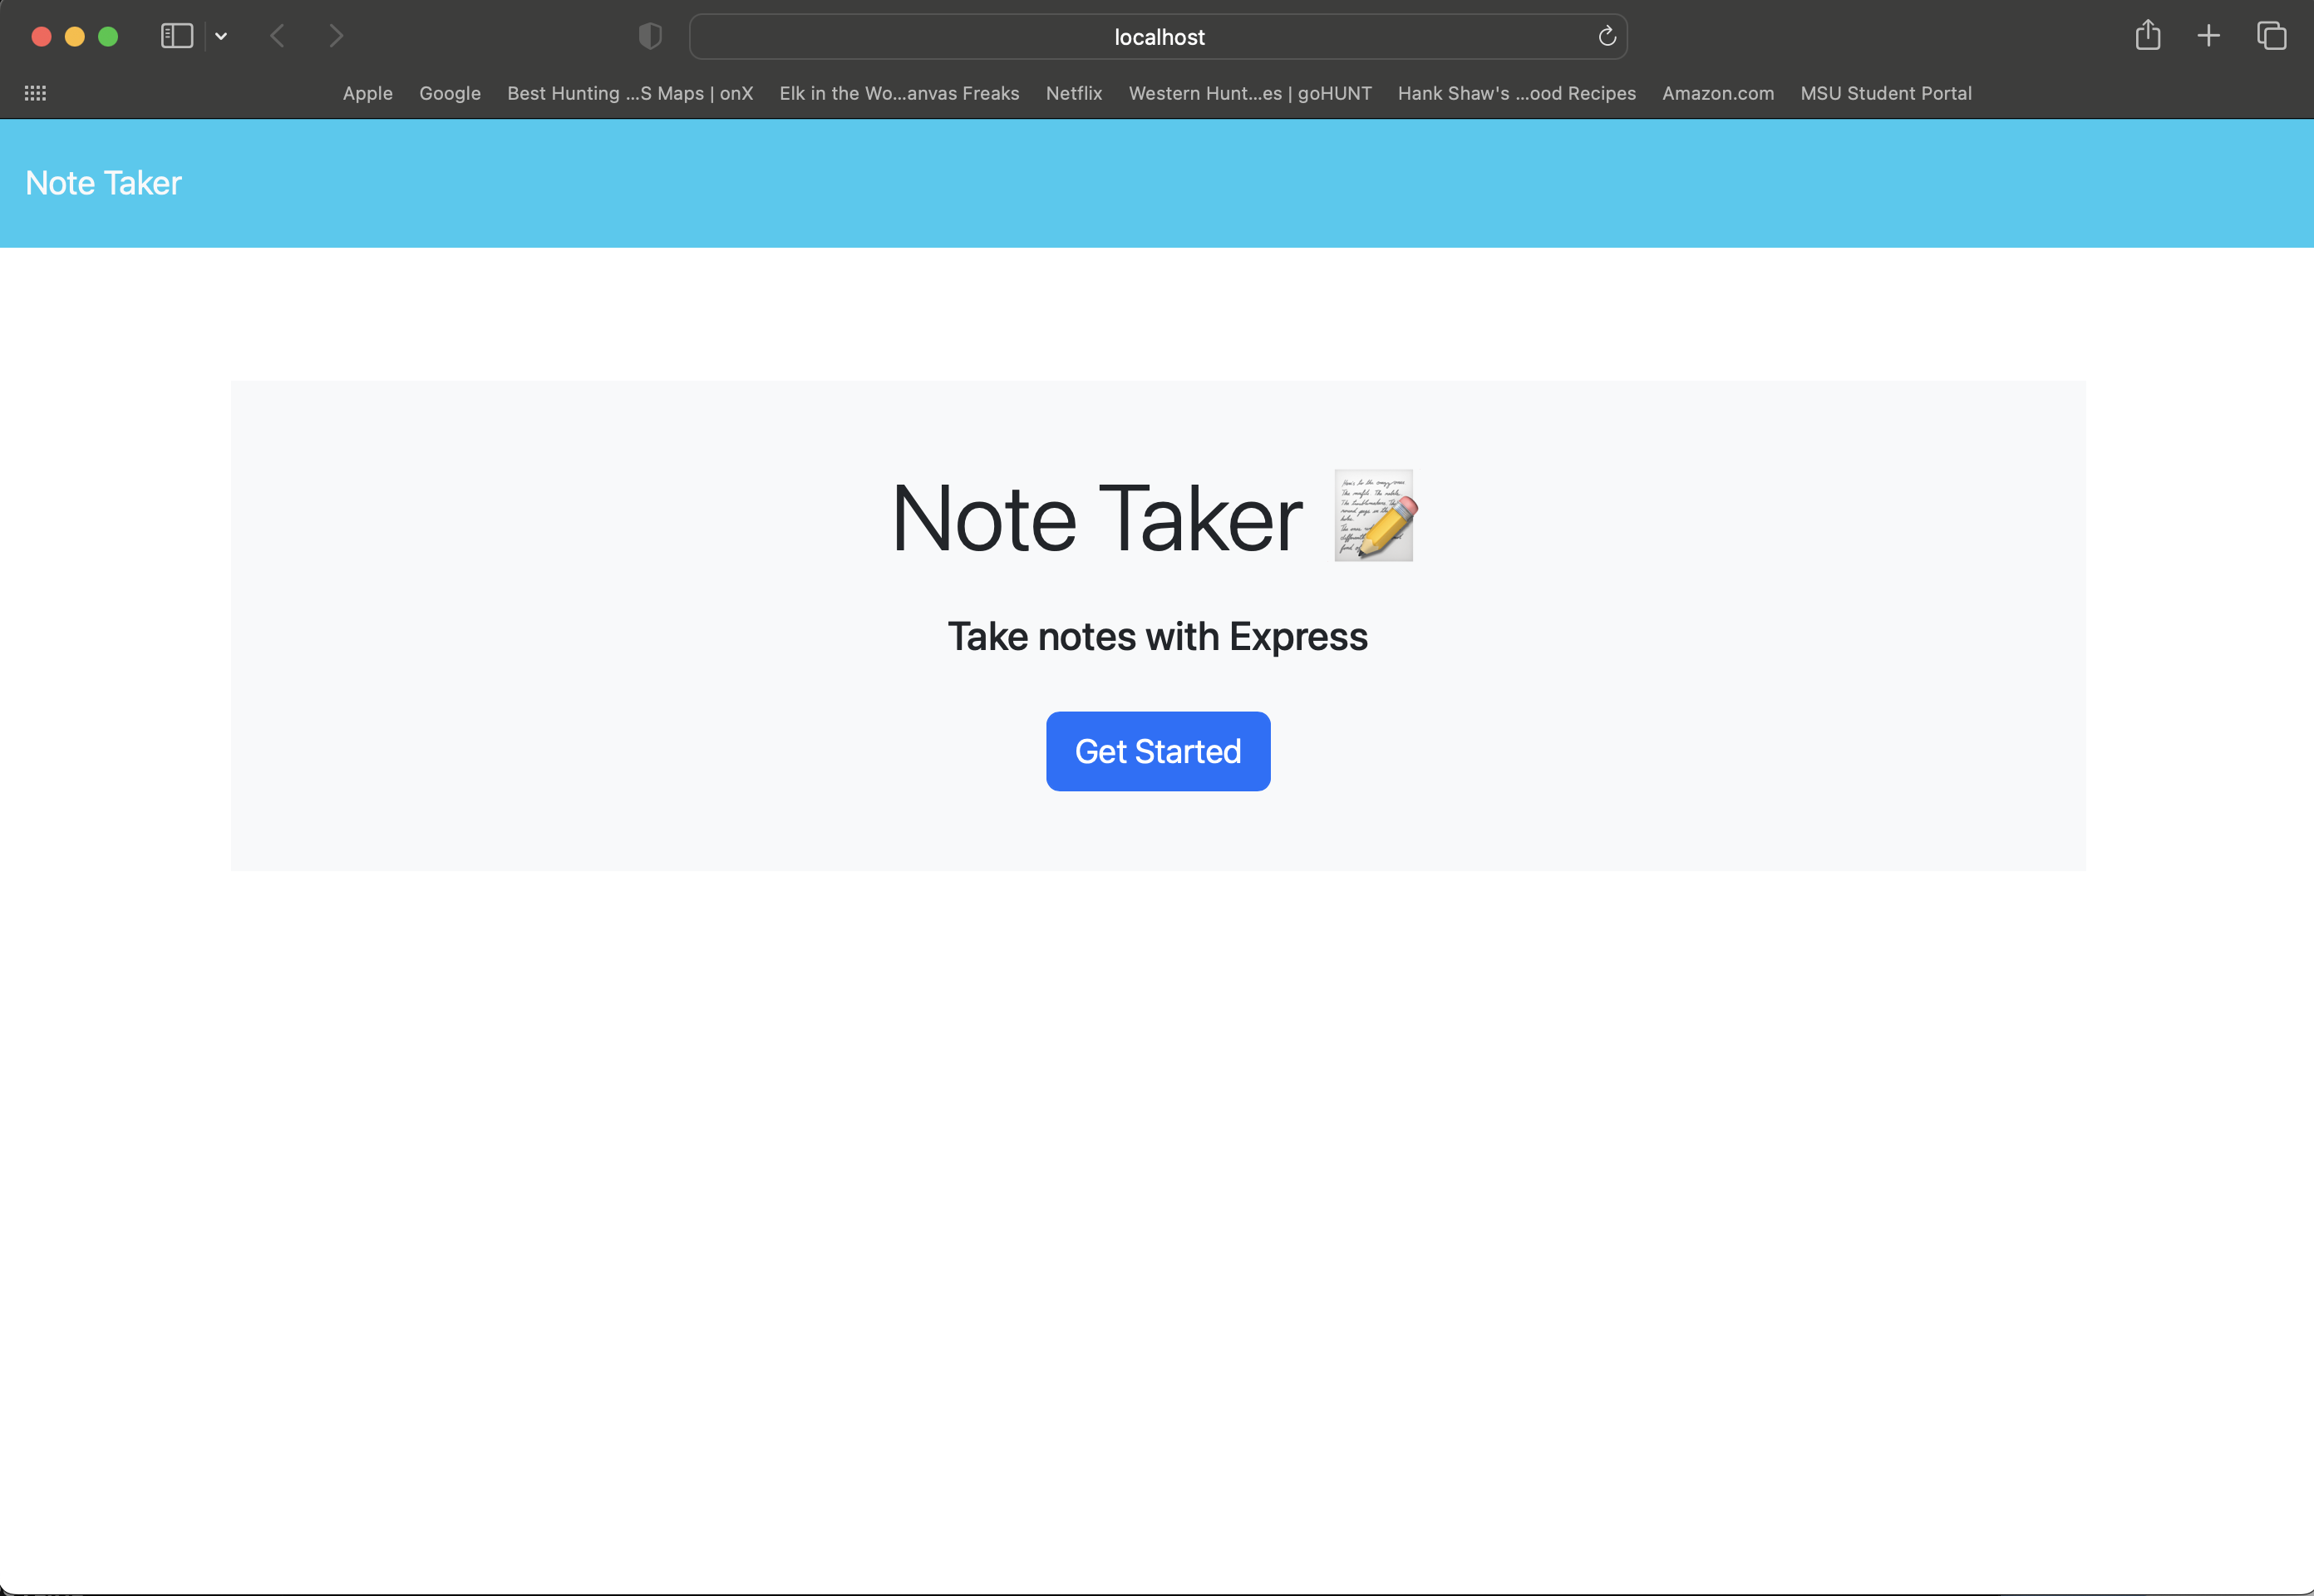 localhost
Apple Google Best Hunting ...S Maps | onX Elk in the Wo...anvas Freaks Netflix Western Hunt...es | goHUNT Hank Shaw's ...ood Recipes Amazon.com MSU Student Portal
Note Taker
Note Taker
Take notes with Express
Get Started